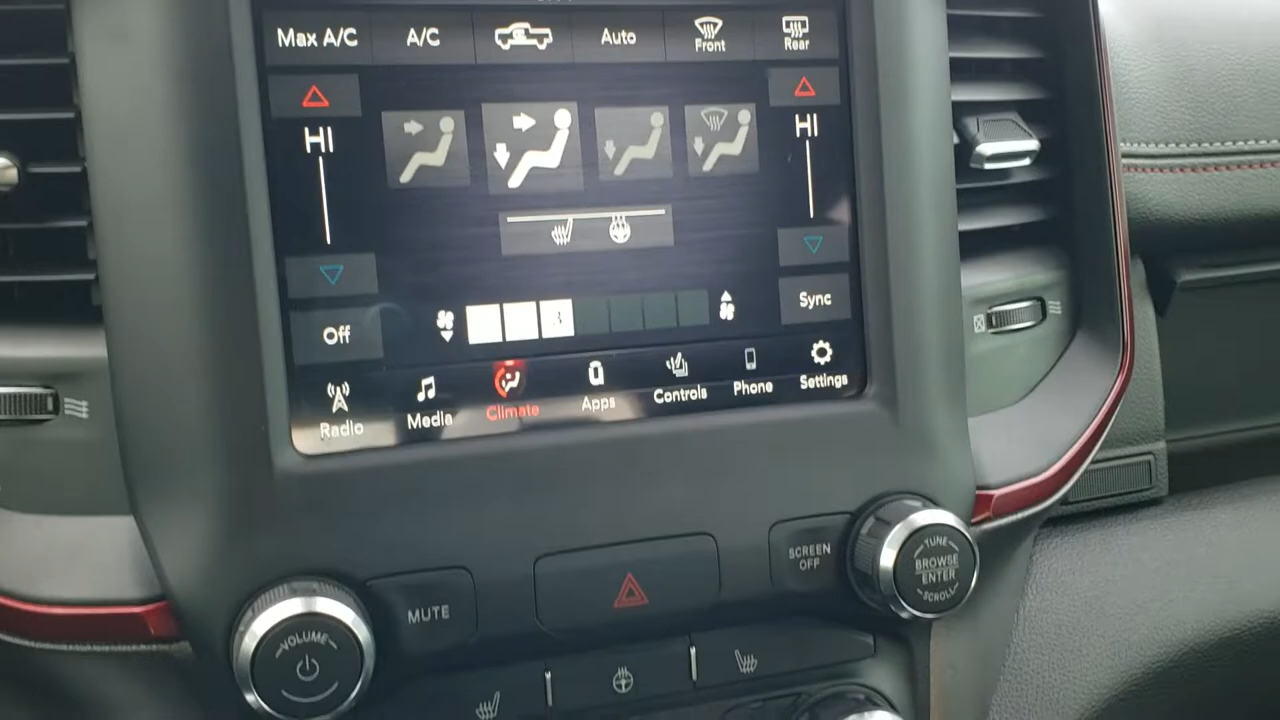 Max A/C
A/C
Auto
Front
Rear
HI
HI
3
Off
Sync
Radio
Media
Climate
Apps
Controls
Phone
Settings
SCREEN
OFF
TUNE
BROWSE
ENTER
SCROLL
MUTE
VOLUME